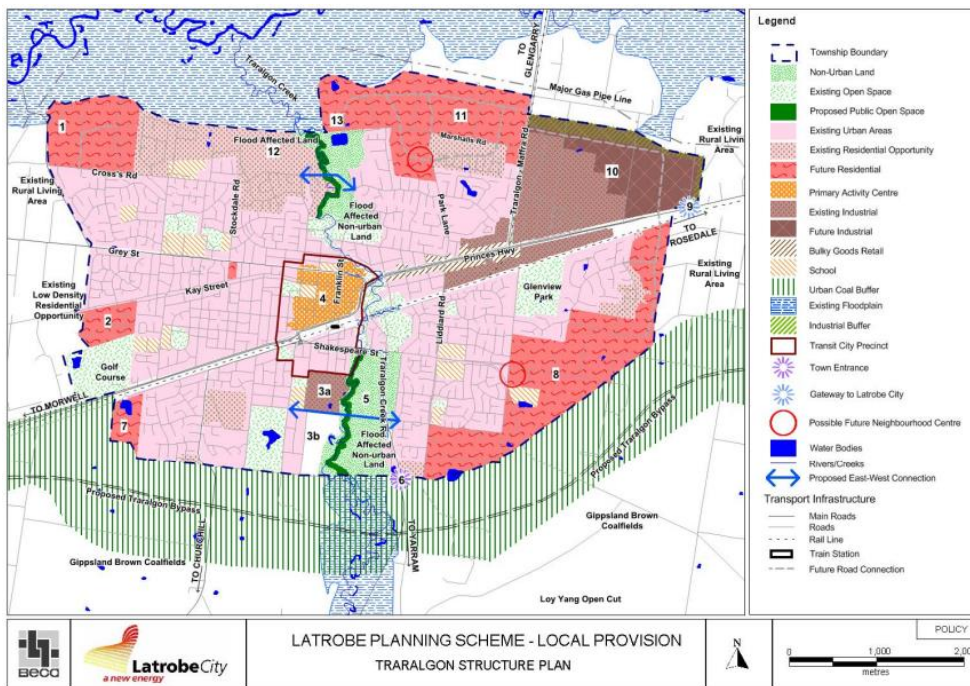 TO
GLENGARRY
Traralgon Creek
Major Gas Pipe Line
1
13
11
Flood Affected Land
Marshalls Rd
12
Existing
Rural Living
Area
10
Cross's Rd
Existing
Rural Living
Area
Stockdale Rd
Flood
Affected
Non-urban
Land
Park Lane
Traralgon - Maffra Rd
9
TO
ROSEDALE
Grey St
Princes Hwy
Franklin St
Existing
Rural Living
Area
Kay Street
4
Glenview
Park
Existing
Low Density
Residential
Opportunity
Liddiard Rd
2
Shakespeare St
Golf
Course
8
3a
5
TO MORWELL
Traralgon Creek Rd
7
3b
Flood
Affected
Non-urban
Land
6
Proposed Traralgon Bypass
Proposed Traralgon Bypass
TO CHURCHILL
TO YARRAM
Gippsland Brown
Coalfields
Gippsland Brown Coalfields
Loy Yang Open Cut
Legend
Township Boundary
Non-Urban Land
Existing Open Space
Proposed Public Open Space
Existing Urban Areas
Existing Residential Opportunity
Future Residential
Primary Activity Centre
Existing Industrial
Future Industrial
Bulky Goods Retail
School
Urban Coal Buffer
Existing Floodplain
Industrial Buffer
Transit City Precinct
Town Entrance
Gateway to Latrobe City
Possible Future Neighbourhood Centre
Water Bodies
Rivers/Creeks
Proposed East-West Connection
Transport Infrastructure
Main Roads
Roads
Rail Line
Train Station
Future Road Connection
Beca
LatrobeCity
a new energy
LATROBE PLANNING SCHEME - LOCAL PROVISION
TRARALGON STRUCTURE PLAN
N
POLICY
0 1,000 2,00
metres